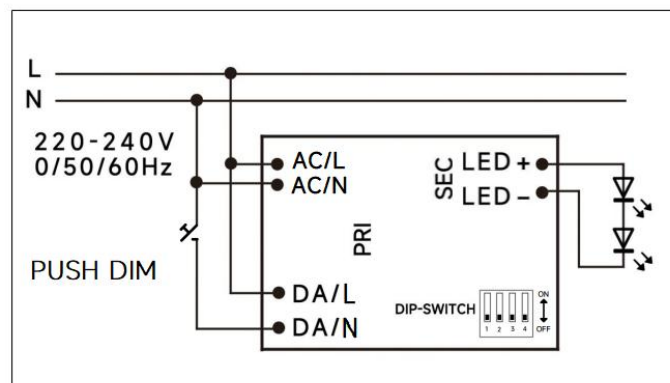 L
N
220-240V
0/50/60Hz
PUSH DIM
AC/L
AC/N
PRI
DA/L
DA/N
SEC
LED +
LED -
DIP-SWITCH
1 2 3 4
ON
OFF